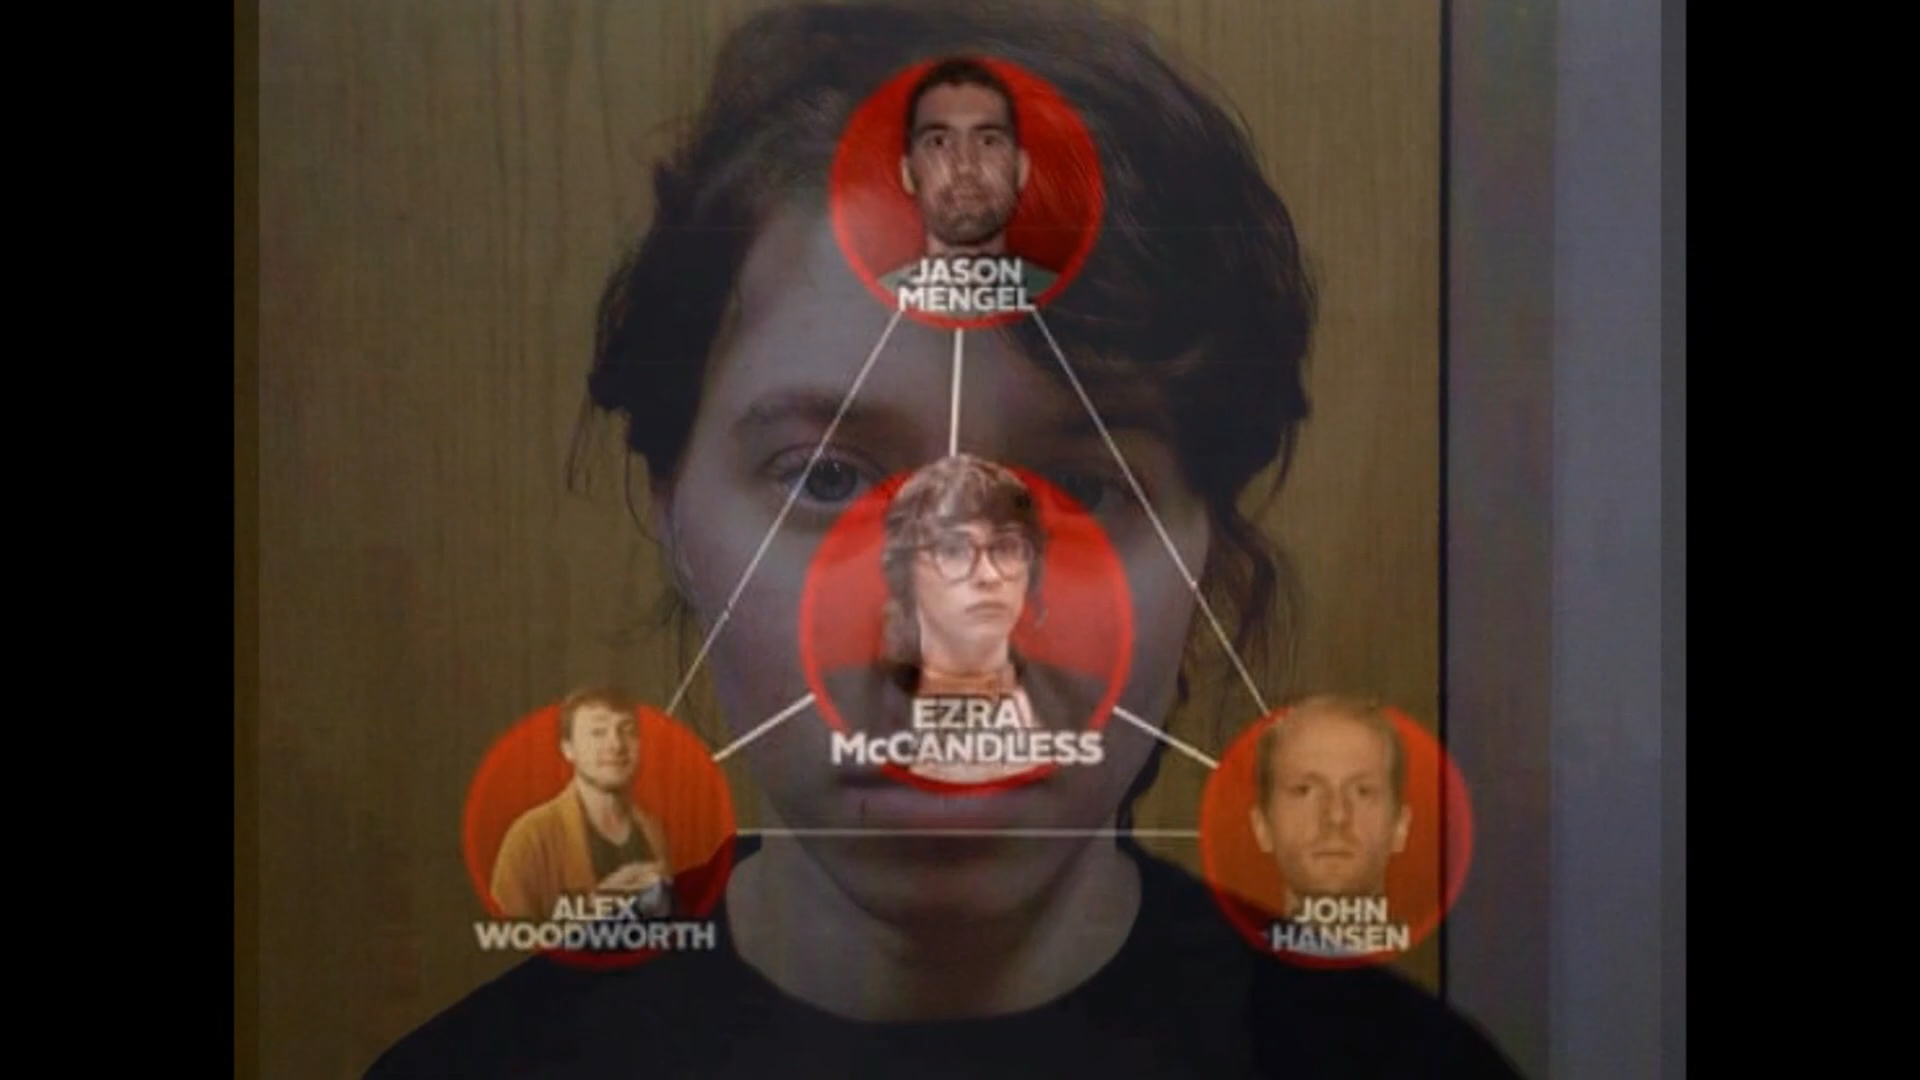 JASON
MENGEL
EZRA
McCANDLESS
ALEX
WOODWORTH
JOHN
HANSEN